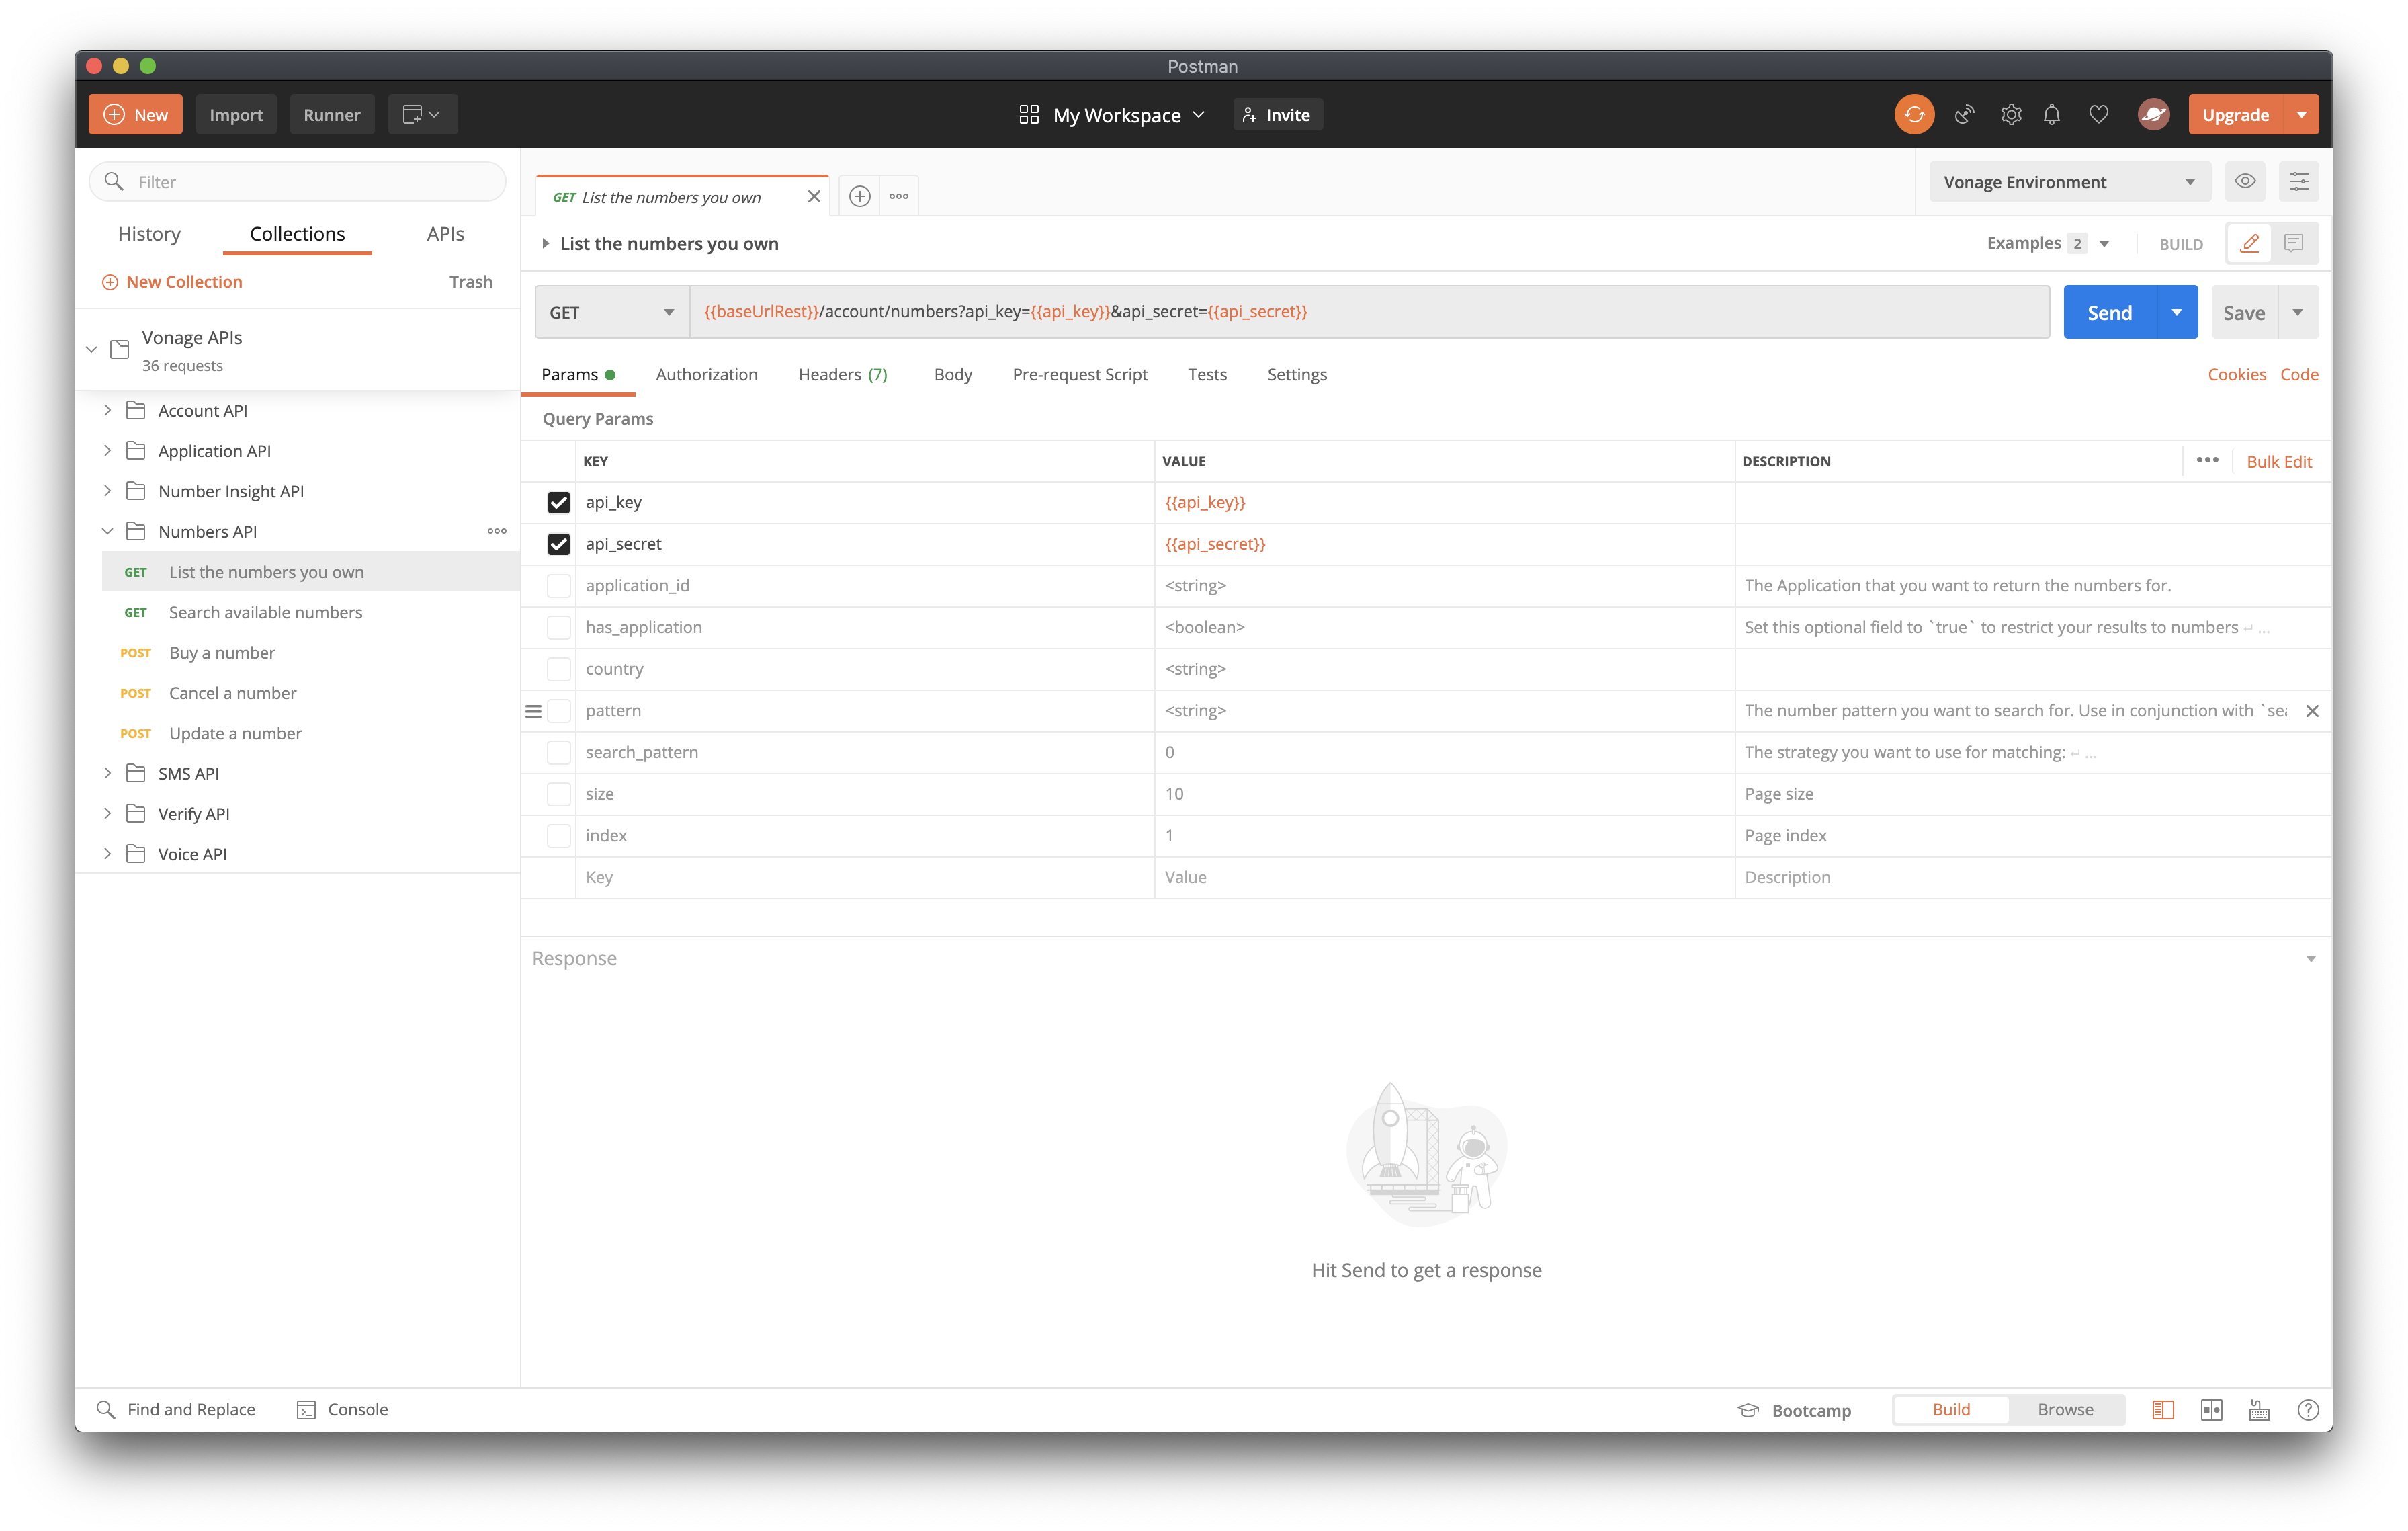 Postman
New
Import
Runner
My Workspace
Invite
Upgrade
Filter
History
Collections
APIs
New Collection
Trash
Vonage APIs
36 requests
Account API
Application API
Number Insight API
Numbers API
GET List the numbers you own
GET Search available numbers
POST Buy a number
POST Cancel a number
POST Update a number
SMS API
Verify API
Voice API
GET List the numbers you own
Vonage Environment
List the numbers you own
Examples 2
BUILD
GET
{{baseUrlRest}}/account/numbers?api_key={{api_key}}&api_secret={{api_secret}}
Send
Save
Params
Authorization
Headers (7)
Body
Pre-request Script
Tests
Settings
Cookies
Code
Query Params
KEY VALUE DESCRIPTION
Bulk Edit
api_key {{api_key}}
api_secret {{api_secret}}
application_id <string> The Application that you want to return the numbers for.
has_application <boolean> Set this optional field to `true` to restrict your results to numbers ↵ ...
country <string>
pattern <string> The number pattern you want to search for. Use in conjunction with `sea
search_pattern 0 The strategy you want to use for matching: ↵ ...
size 10 Page size
index 1 Page index
Key Value Description
Response
Hit Send to get a response
Find and Replace
Console
Bootcamp
Build
Browse